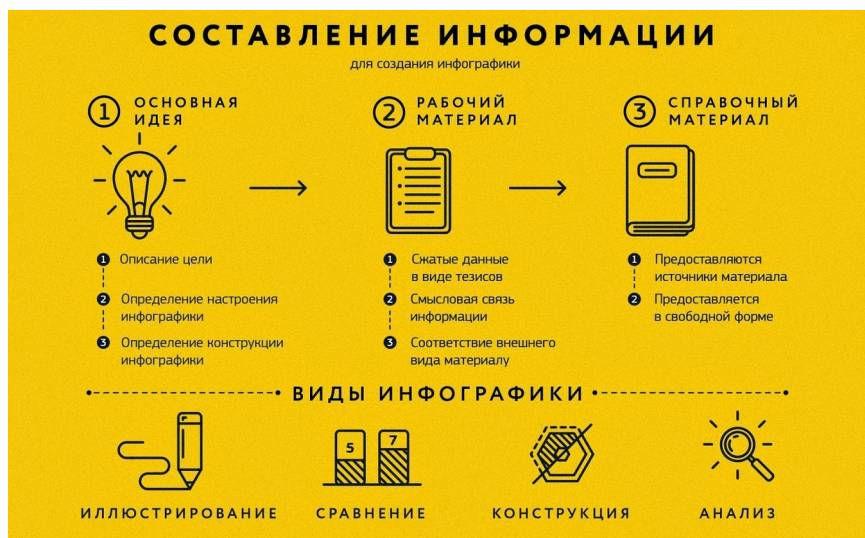 СОСТАВЛЕНИЕ ИНФОРМАЦИИ
для создания инфографики
1 ОСНОВНАЯ
ИДЕЯ
1 Описание цели
2 Определение настроения
инфографики
3 Определение конструкции
инфографики
2 РАБОЧИЙ
МАТЕРИАЛ
1 Сжатые данные
в виде тезисов
2 Смысловая связь
информации
3 Соответствие внешнего
вида материалу
3 СПРАВОЧНЫЙ
МАТЕРИАЛ
1 Предоставляются
источники материала
2 Предоставляется
в свободной форме
ВИДЫ ИНФОГРАФИКИ
ИЛЛЮСТРИРОВАНИЕ
5 7
СРАВНЕНИЕ
КОНСТРУКЦИЯ
АНАЛИЗ